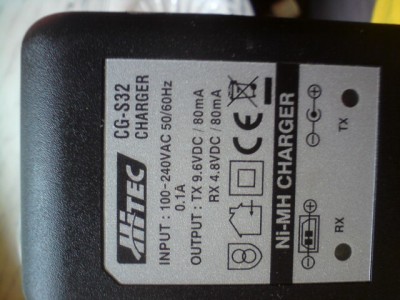 HiTEC
CG-S32
CHARGER
INPUT : 100-240VAC 50/60Hz
0.1A
OUTPUT : TX 9.6VDC / 80mA
RX 4.8VDC / 80mA
CE
Ni-MH CHARGER
RX
TX